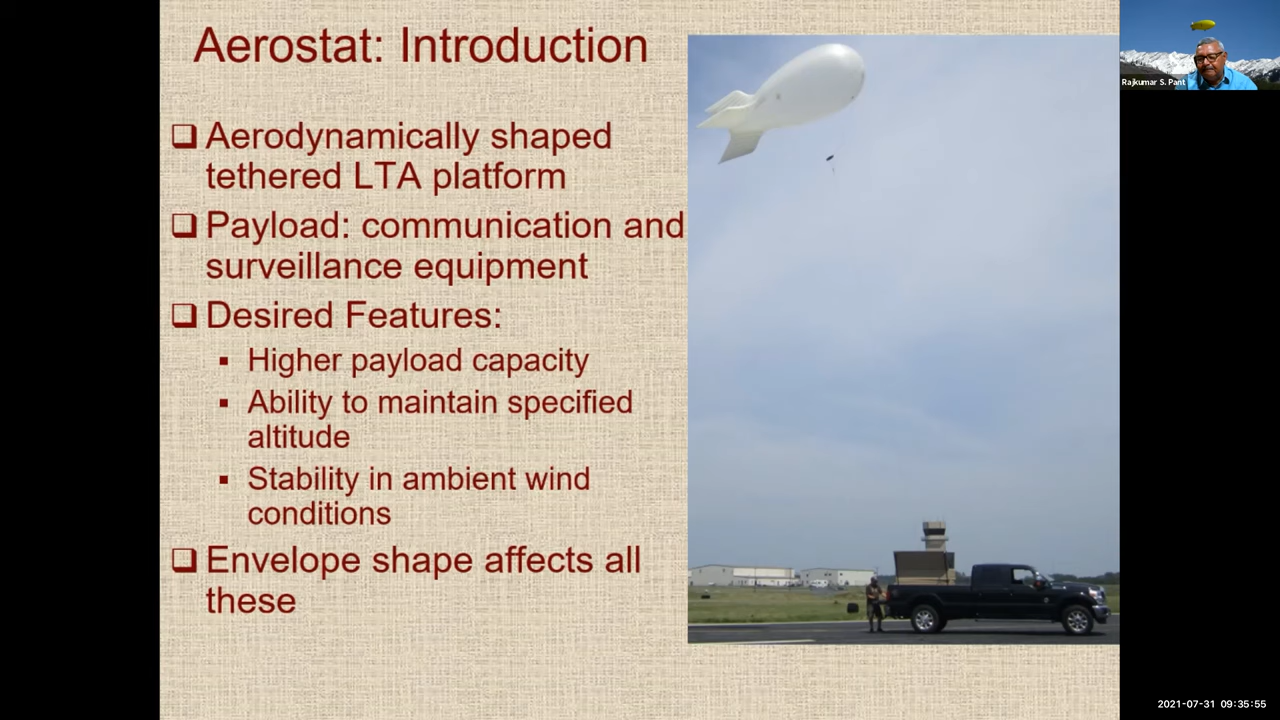 Aerostat: Introduction
Aerodynamically shaped
tethered LTA platform
Payload: communication and
surveillance equipment
Desired Features:
Higher payload capacity
Ability to maintain specified
altitude
Stability in ambient wind
conditions
Envelope shape affects all
these
Rajkumar S. Pant
2021-07-31 09:35:55